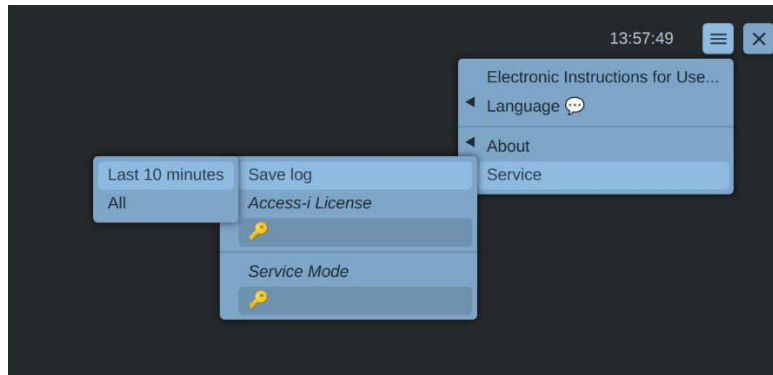 13:57:49
Electronic Instructions for Use...
Language
About
Service
Save log
Access-i License
Service Mode
Last 10 minutes
All